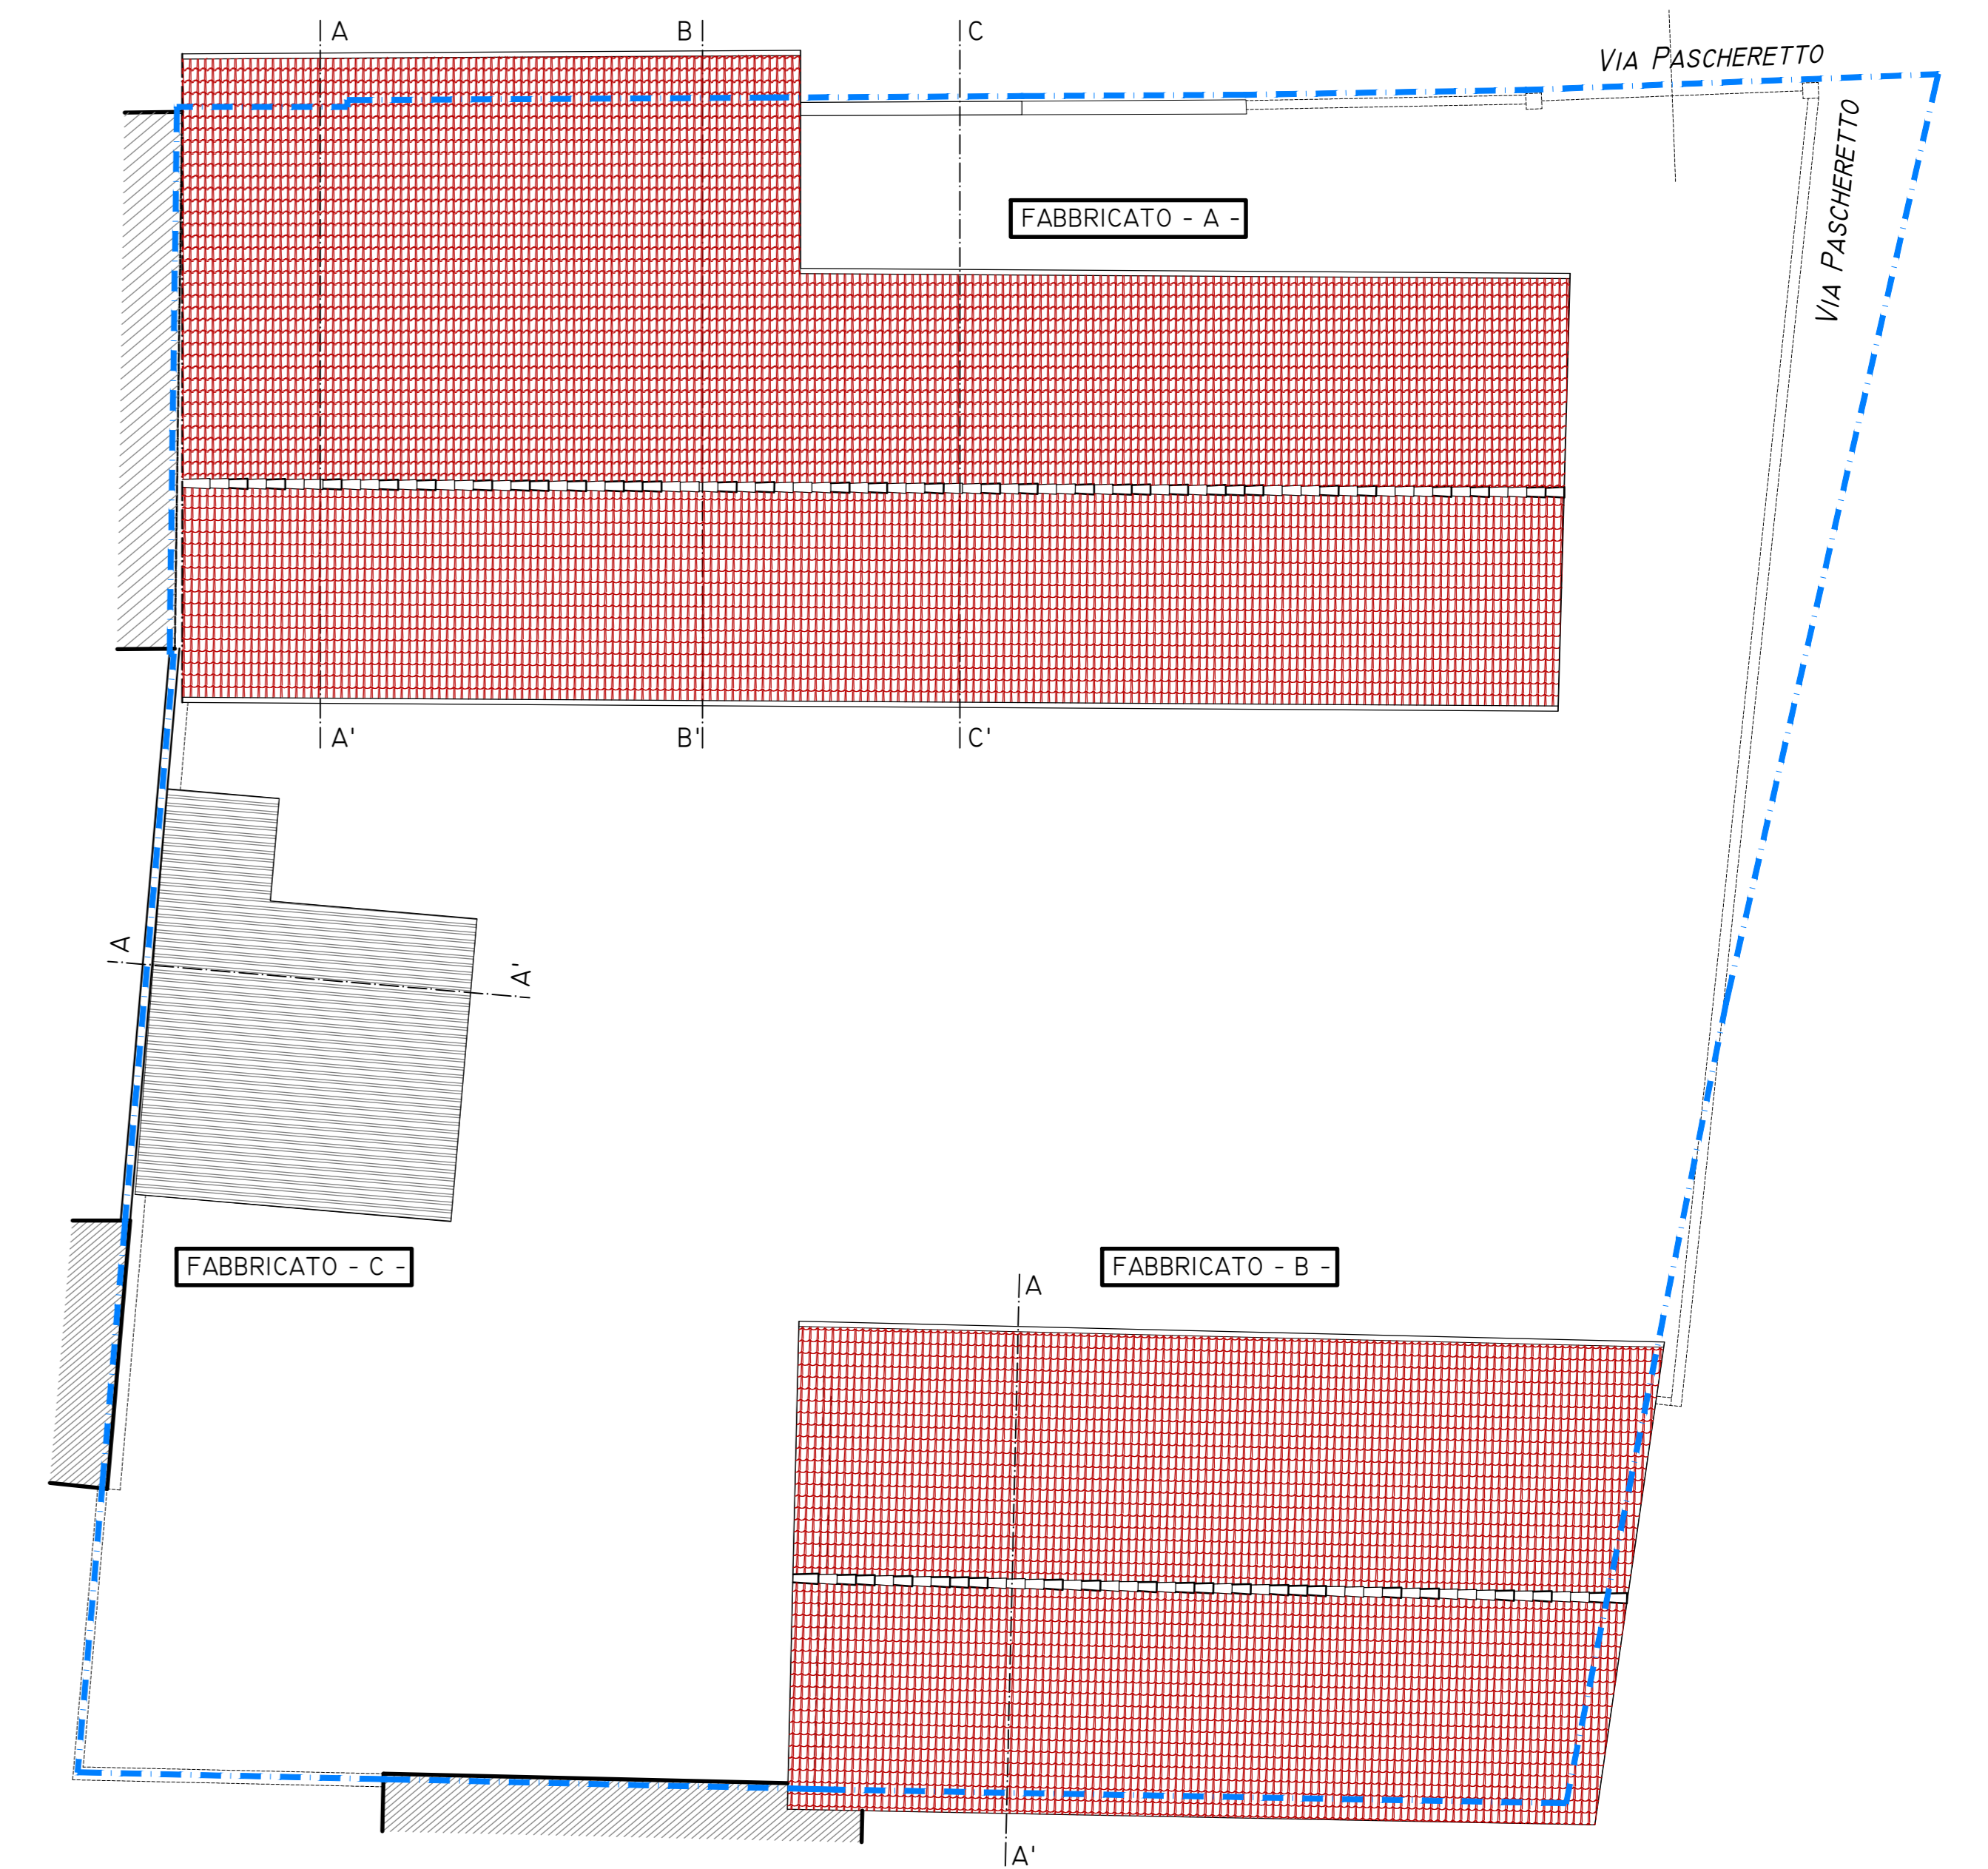 A
B
C
VIA PASCHERETTO
VIA PASCHERETTO
FABBRICATO - A -
A'
B'
C'
A
A'
FABBRICATO - C -
FABBRICATO - B -
A
A'